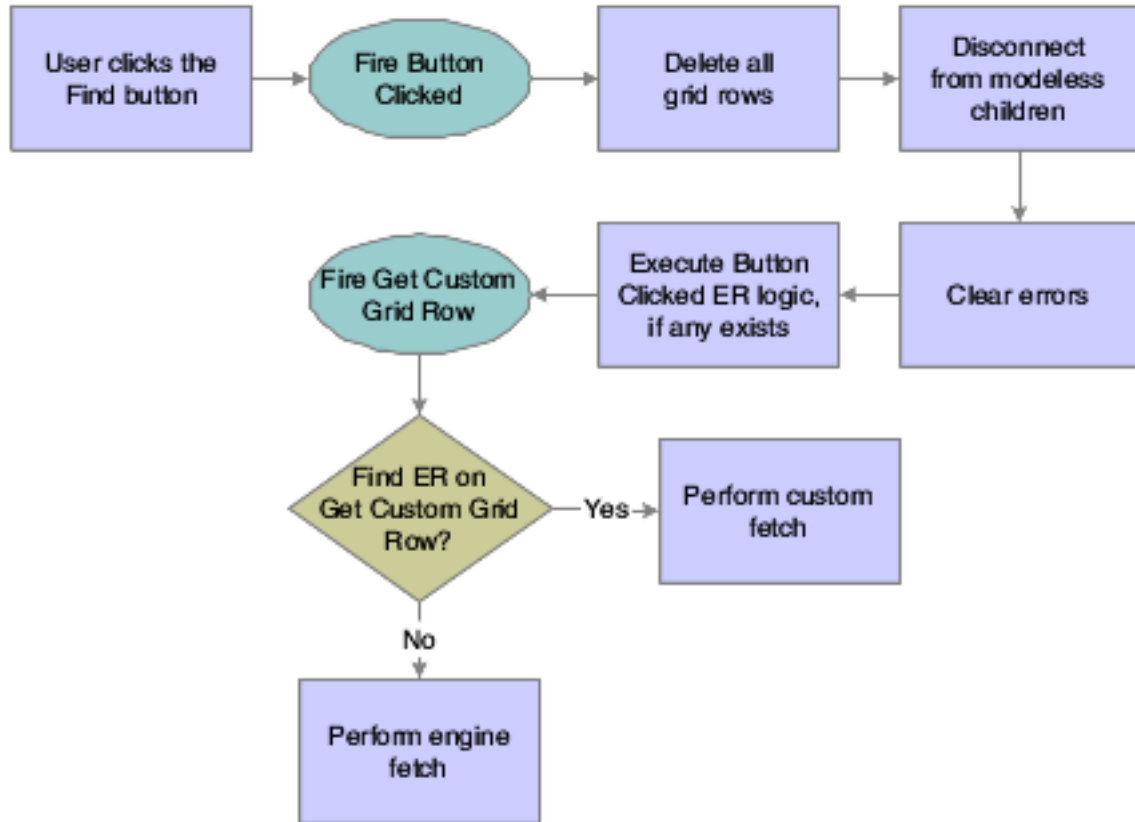 User clicks the
Find button
Fire Button
Clicked
Delete all
grid rows
Disconnect
from modeless
children
Clear errors
Execute Button
Clicked ER logic,
if any exists
Fire Get Custom
Grid Row
Find ER on
Get Custom Grid
Row?
Yes
Perform custom
fetch
No
Perform engine
fetch